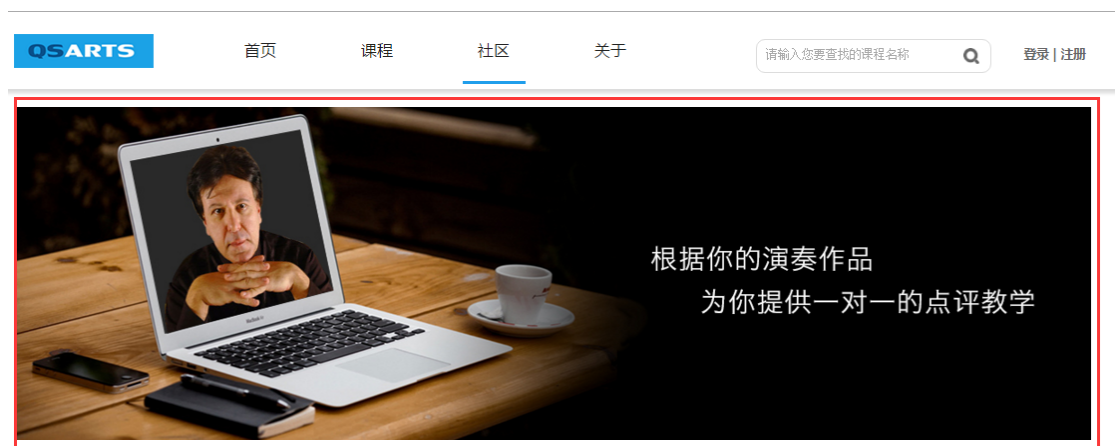 QSARTS
首页
课程
社区
关于
请输入您要查找的课程名称
登录 | 注册
根据你的演奏作品
为你提供一对一的点评教学